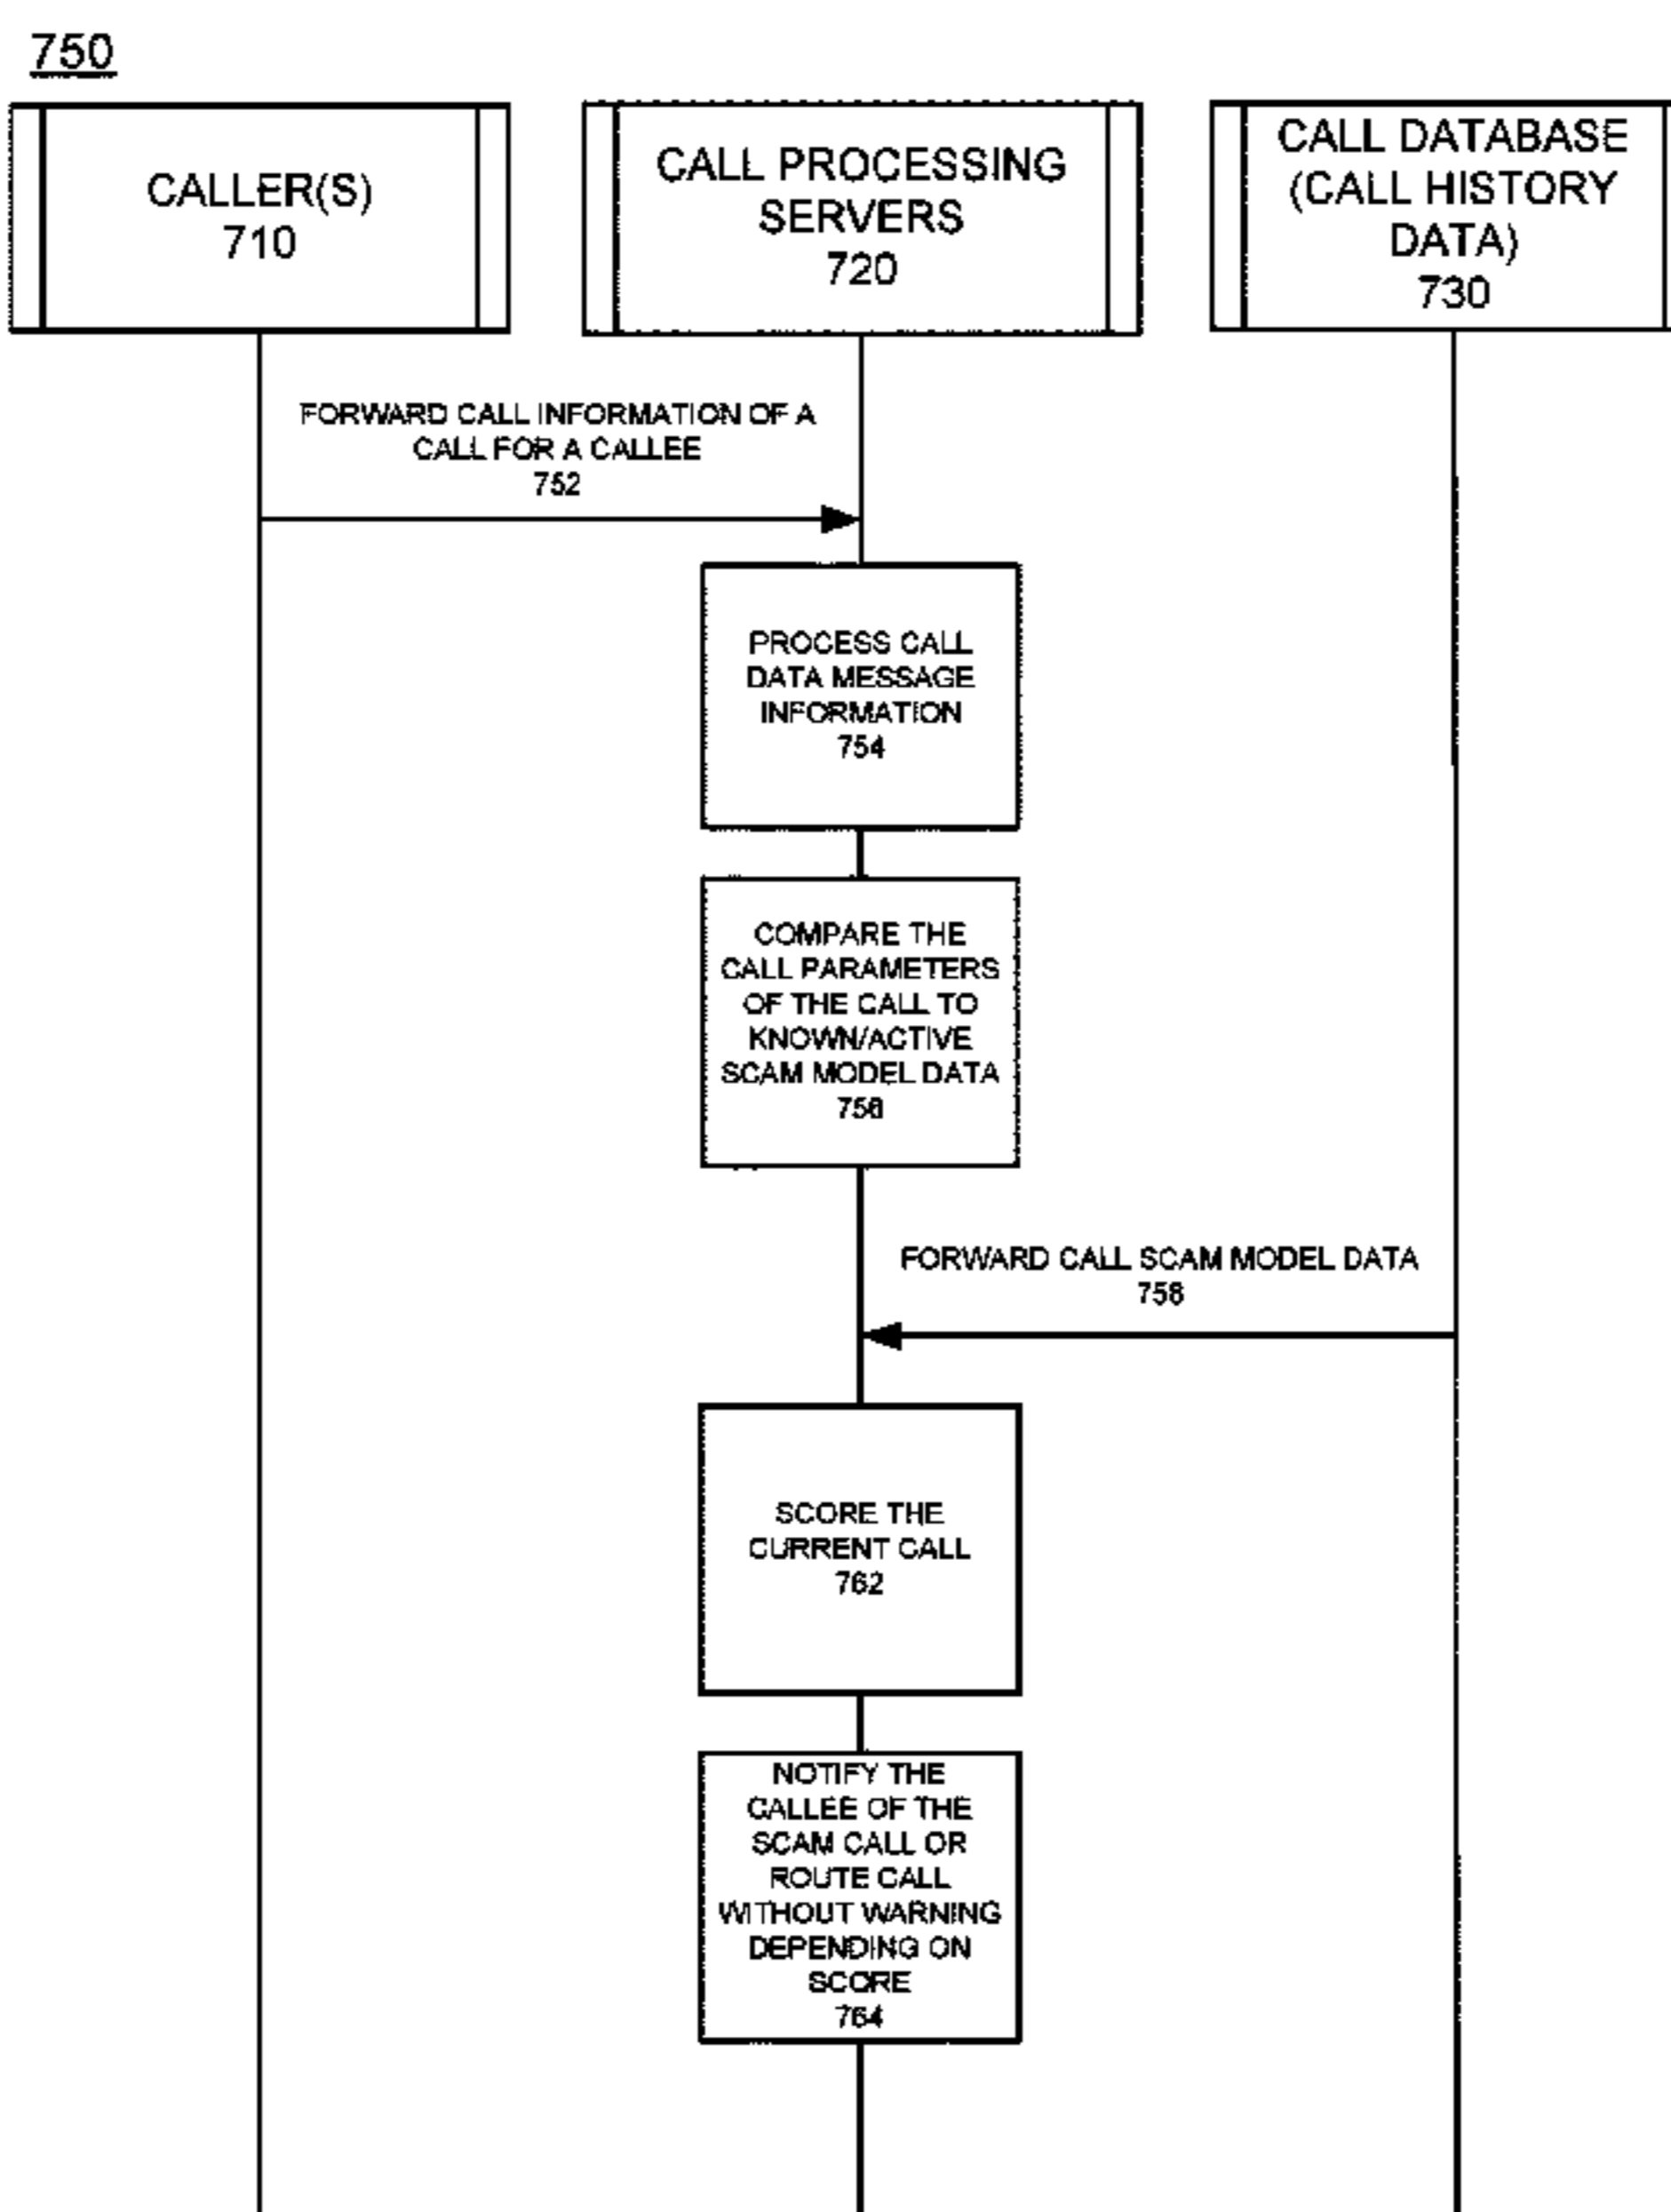 750
CALLER(S)
710
CALL PROCESSING
SERVERS
720
CALL DATABASE
(CALL HISTORY
DATA)
730
FORWARD CALL INFORMATION OF A
CALL FOR A CALLEE
752
PROCESS CALL
DATA MESSAGE
INFORMATION
754
COMPARE THE
CALL PARAMETERS
OF THE CALL TO
KNOWN/ACTIVE
SCAM MODEL DATA
756
FORWARD CALL SCAM MODEL DATA
758
SCORE THE
CURRENT CALL
762
NOTIFY THE
CALLEE OF THE
SCAM CALL OR
ROUTE CALL
WITHOUT WARNING
DEPENDING ON
SCORE
764